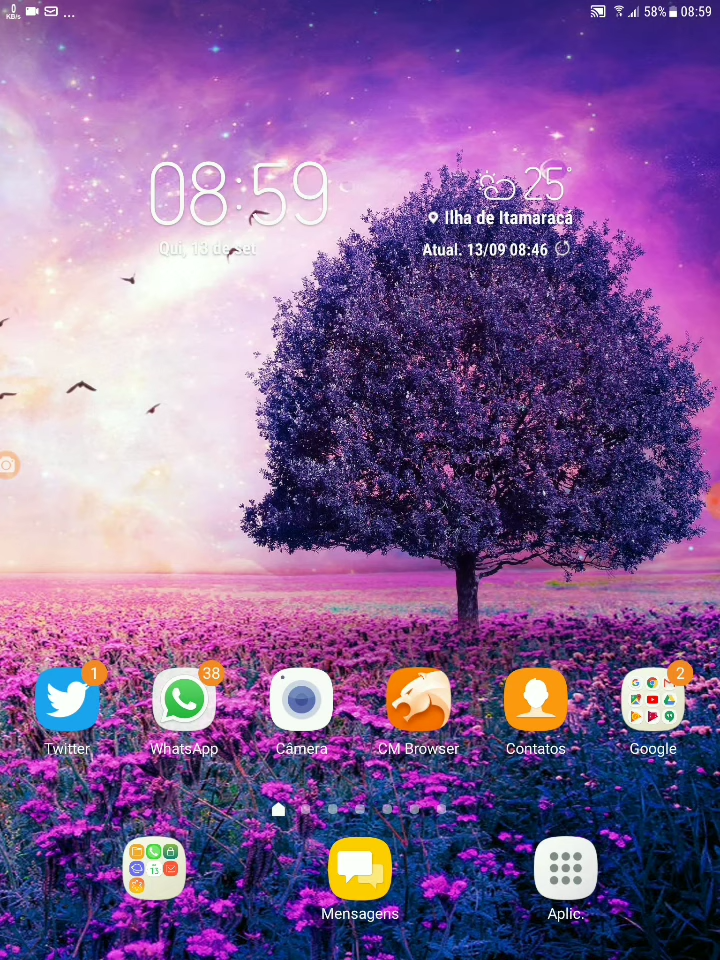 0
KB/s
...
58%
08:59
08:59
25°
Ilha de Itamaracá
Qui, 13 de set
Atual. 13/09 08:46
1
38
2
Twitter
WhatsApp
Câmera
CM Browser
Contatos
Google
13
Mensagens
Aplic.